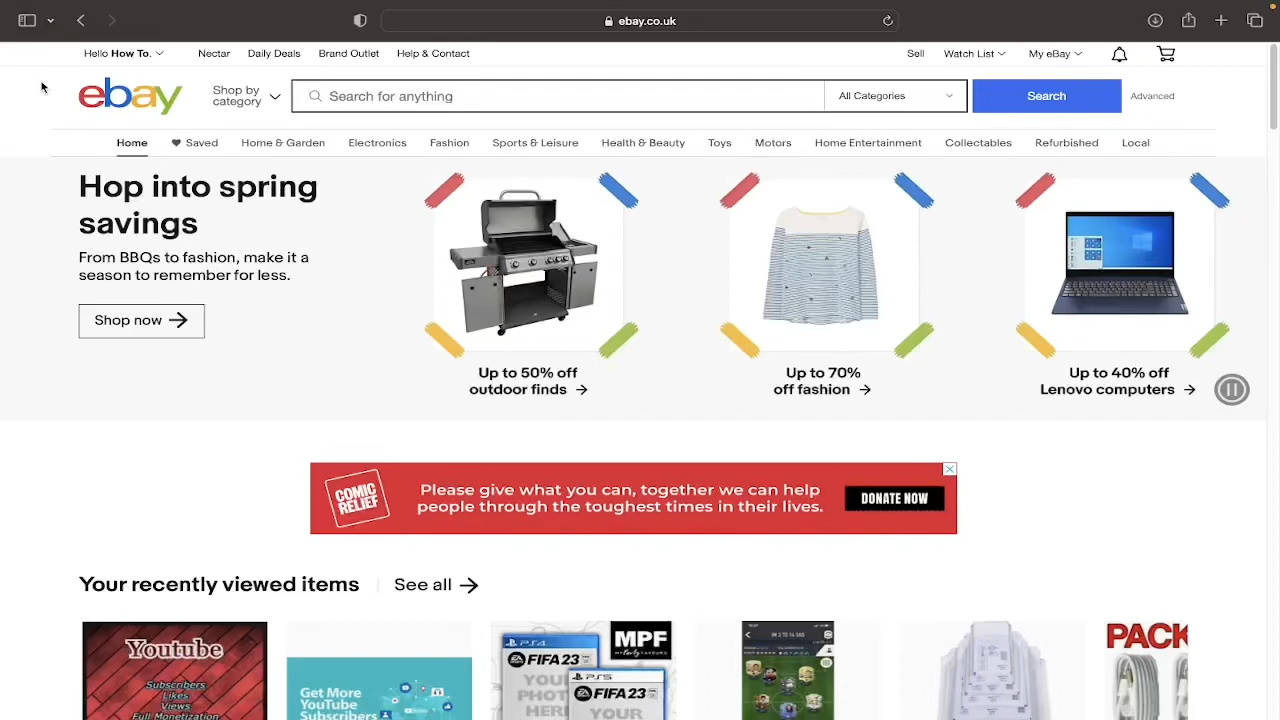 ebay.co.uk
Hello How To.
Nectar
Daily Deals
Brand Outlet
Help & Contact
Sell
Watch List
My eBay
ebay
Shop by
category
Search for anything
All Categories
Search
Advanced
Home
Saved
Home & Garden
Electronics
Fashion
Sports & Leisure
Health & Beauty
Toys
Motors
Home Entertainment
Collectables
Refurbished
Local
Hop into spring
savings
From BBQs to fashion, make it a
season to remember for less.
Shop now
Up to 50% off
outdoor finds
Up to 70%
off fashion
Up to 40% off
Lenovo computers
COMIC
RELIEF
Please give what you can, together we can help
people through the toughest times in their lives.
DONATE NOW
Your recently viewed items
See all
Youtube
Subscribers
Likes
Views
Full Monetization
Get More
YouTube
Subscribers
PS4
FIFA 23
YOUR
PHOTO
HERE
MPF
PS5
FIFA 23
YOUR
PACK